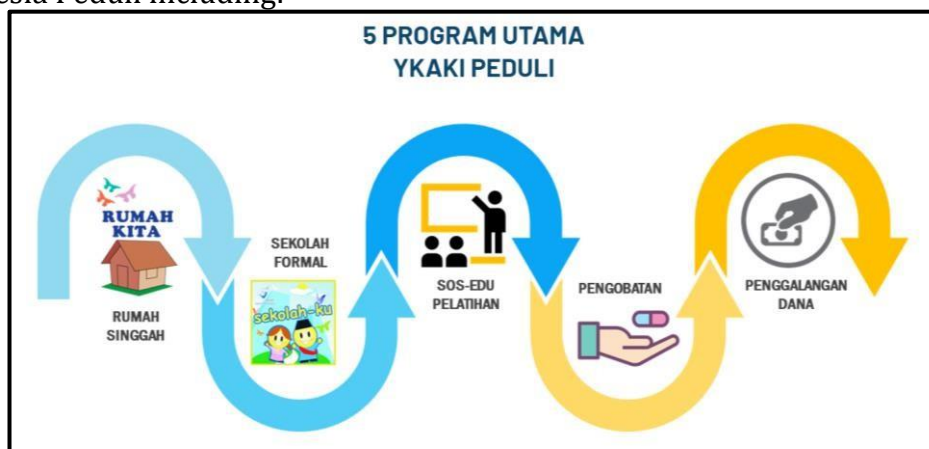 5 PROGRAM UTAMA
YKAKI PEDULI
RUMAH
KITA
RUMAH
SINGGAH
SEKOLAH
FORMAL
sekolah-ku
SOS-EDU
PELATIHAN
PENGOBATAN
PENGGALANGAN
DANA